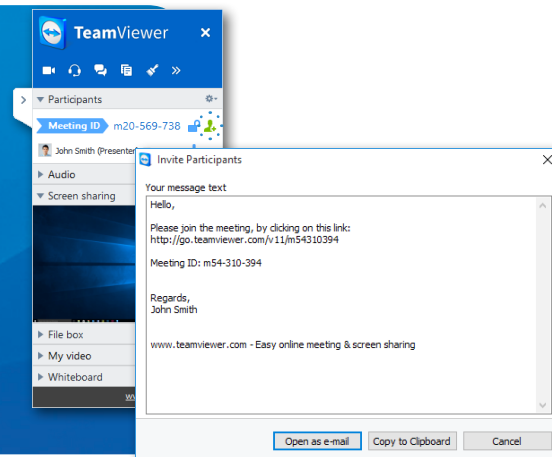 TeamViewer
Participants
Meeting ID m20-569-738
John Smith (Presenter
Audio
Screen sharing
File box
My video
Whiteboard
Invite Participants
Your message text
Hello,
Please join the meeting, by clicking on this link:
http://go.teamviewer.com/v11/m54310394
Meeting ID: m54-310-394
Regards,
John Smith
www.teamviewer.com - Easy online meeting & screen sharing
Open as e-mail
Copy to Clipboard
Cancel